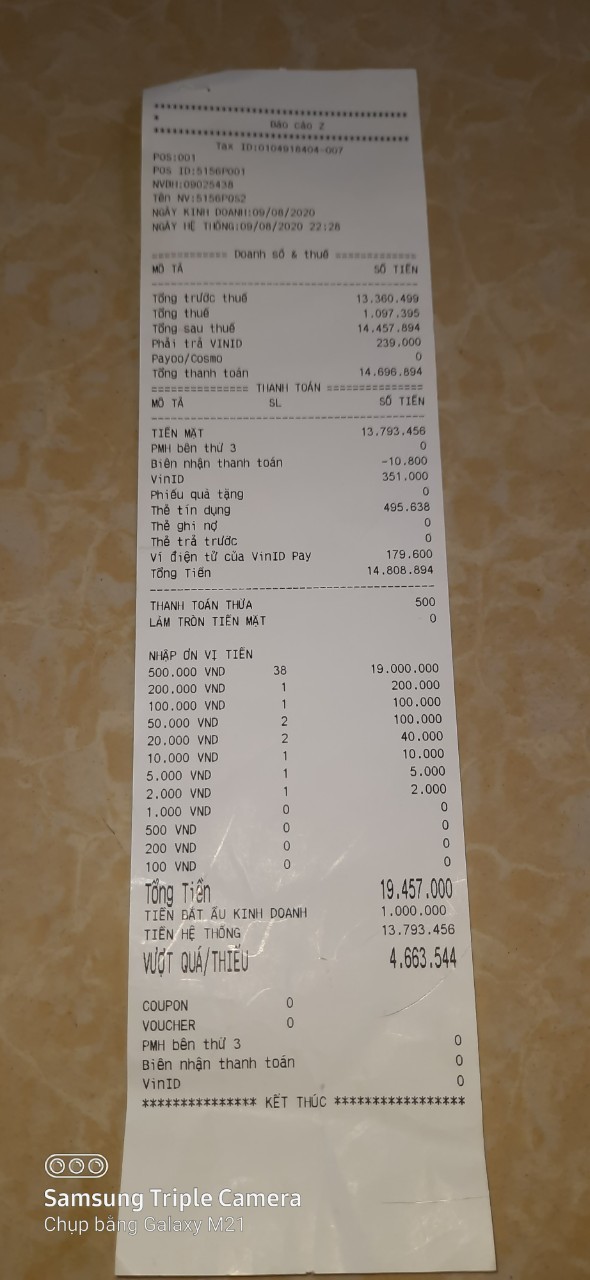 **********************************
*
Báo cáo Z
**********************************
Tax ID:0104918404-007
POS:001
POS ID:5156P001
NVBH:09025438
Tên NV:5156POS2
NGÀY KINH DOANH:09/08/2020
NGÀY HỆ THỐNG:09/08/2020 22:28
============ Doanh số & thuế =============
MÔ TẢ SỐ TIỀN
Tổng trước thuế 13.360.499
Tổng thuế 1.097.395
Tổng sau thuế 14.457.894
Phải trả VINID 239.000
Payoo/Cosmo 0
Tổng thanh toán 14.696.894
=============== THANH TOÁN ===============
MÔ TẢ SL SỐ TIỀN
TIỀN MẶT 13.793.456
PMH bên thứ 3 0
Biên nhận thanh toán -10.800
VinID 351.000
Phiếu quà tặng 0
Thẻ tín dụng 495.638
Thẻ ghi nợ 0
Thẻ trả trước 0
Ví điện tử của VinID Pay 179.600
Tổng Tiền 14.808.894
THANH TOÁN THỪA 500
LÀM TRÒN TIỀN MẶT 0
NHẬP ƠN VỊ TIỀN
500.000 VND 38 19.000.000
200.000 VND 1 200.000
100.000 VND 1 100.000
50.000 VND 2 100.000
20.000 VND 2 40.000
10.000 VND 1 10.000
5.000 VND 1 5.000
2.000 VND 1 2.000
1.000 VND 0 0
500 VND 0 0
200 VND 0 0
100 VND 0 0
Tổng Tiền 19.457.000
TIỀN BẮT ẦU KINH DOANH 1.000.000
TIỀN HỆ THỐNG 13.793.456
VƯỢT QUÁ/THIẾU 4.663.544
COUPON 0
VOUCHER 0
PMH bên thứ 3 0
Biên nhận thanh toán 0
VinID 0
*************** KẾT THÚC *****************
Samsung Triple Camera
Chụp bằng Galaxy M21